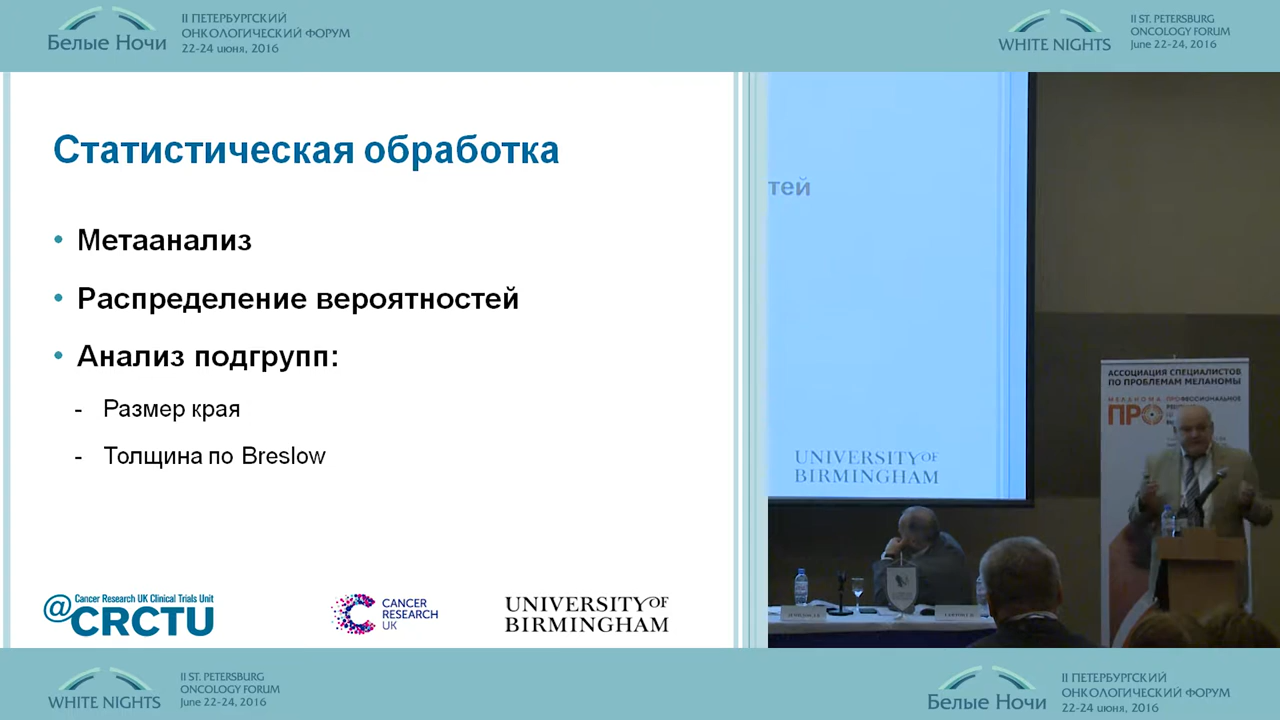 Белые Ночи
II ПЕТЕРБУРГСКИЙ
ОНКОЛОГИЧЕСКИЙ ФОРУМ
22-24 июня, 2016
WHITE NIGHTS
II ST. PETERSBURG
ONCOLOGY FORUM
June 22-24, 2016
Статистическая обработка
• Метаанализ
• Распределение вероятностей
• Анализ подгрупп:
- Размер края
- Толщина по Breslow
@CRCTU
Cancer Research UK Clinical Trials Unit
CANCER
RESEARCH
UK
UNIVERSITY OF
BIRMINGHAM
тей
UNIVERSITY OF
BIRMINGHAM
АССОЦИАЦИЯ СПЕЦИАЛИСТОВ
ПО ПРОБЛЕМАМ МЕЛАНОМЫ
МЕЛАНОМА ПРОФЕССИОНАЛЬНОЕ
ПРО
WHITE NIGHTS
II ST. PETERSBURG
ONCOLOGY FORUM
June 22-24, 2016
Белые Ночи
II ПЕТЕРБУРГСКИЙ
ОНКОЛОГИЧЕСКИЙ ФОРУМ
22-24 июня, 2016